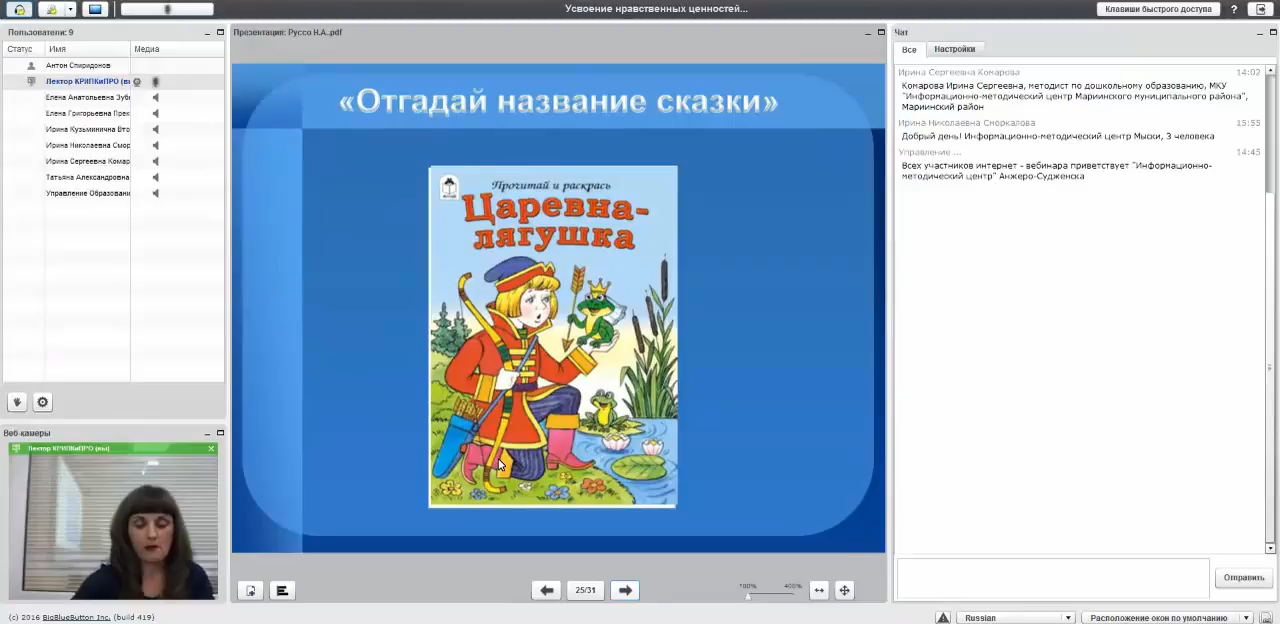 Усвоение нравственных ценностей...
Клавиши быстрого доступа
?
Пользователи: 9
Статус Имя Медиа
Антон Спиридонов
Лектор КРИПКиПРО (вы
Елена Анатольевна Зуб
Елена Григорьевна Прак
Ирина Кузьминична Вто
Ирина Николаевна Смор
Ирина Сергеевна Комар
Татьяна Александровна
Управление Образовани
Веб-камеры
Лектор КРИПКиПРО (вы)
Презентация: Руссо Н.А..pdf
«Отгадай название сказки»
Прочитай и раскрась
Царевна-
лягушка
25/31
100% 400%
Чат
Все Настройки
Ирина Сергеевна Комарова 14:02
Комарова Ирина Сергеевна, методист по дошкольному образованию, МКУ
"Информационно-методический центр Мариинского муниципального района",
Мариинский район
Ирина Николаевна Сморкалова 15:55
Добрый день! Информационно-методический центр Мыски, 3 человека
Управление ... 14:45
Всех участников интернет - вебинара приветствует "Информационно-
методический центр" Анжеро-Судженска
Отправить
(c) 2016 BigBlueButton Inc. (build 419)
Russian
Расположение окон по умолчанию